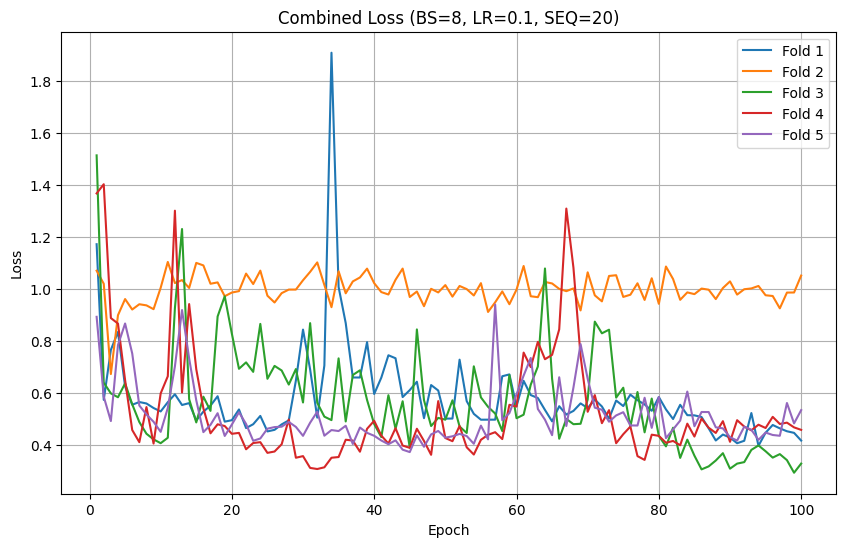 Combined Loss (BS=8, LR=0.1, SEQ=20)
Fold 1
Fold 2
Fold 3
Fold 4
Fold 5
1.8
1.6
1.4
1.2
1.0
0.8
0.6
0.4
Loss
0 20 40 60 80 100
Epoch